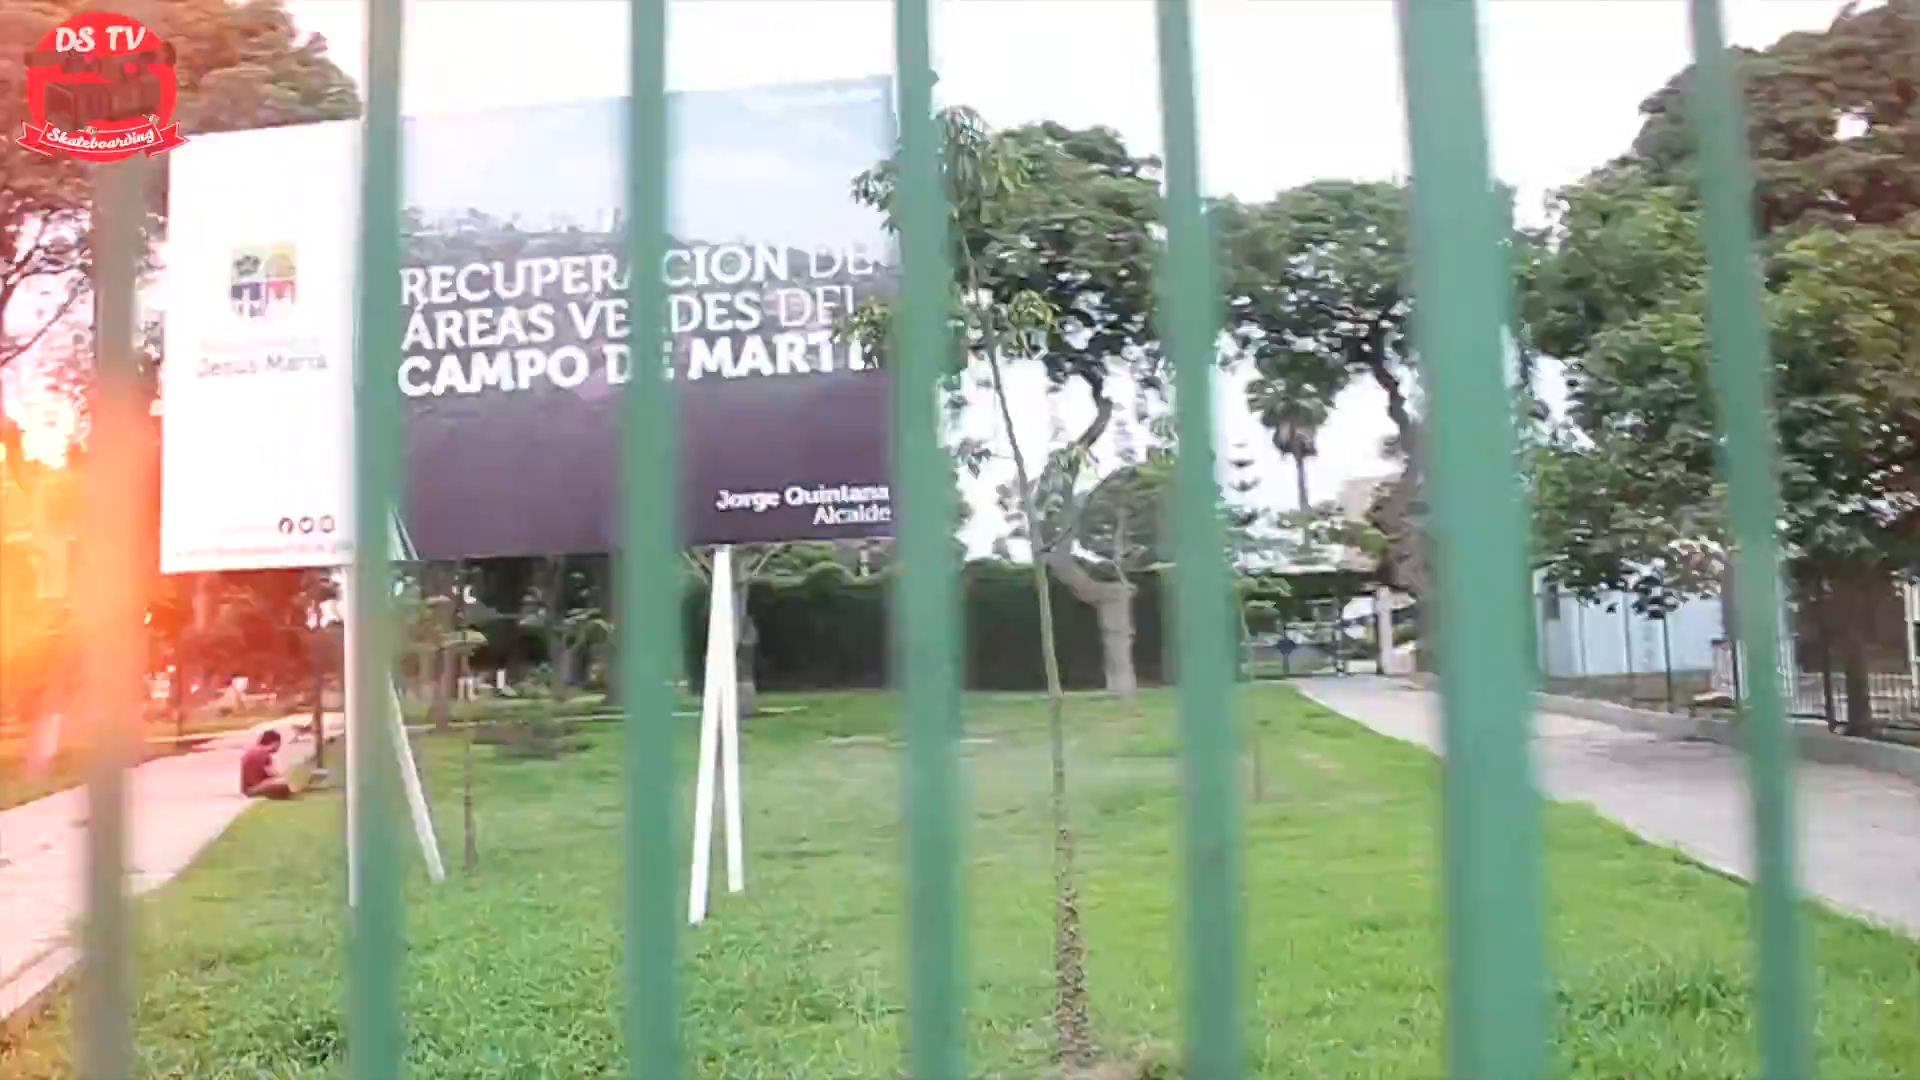 DS TV
Skateboarding
Jesús María
RECUPERACION DE
ÁREAS VERDES DEL
CAMPO DE MARTE
Jorge Quintana
Alcalde